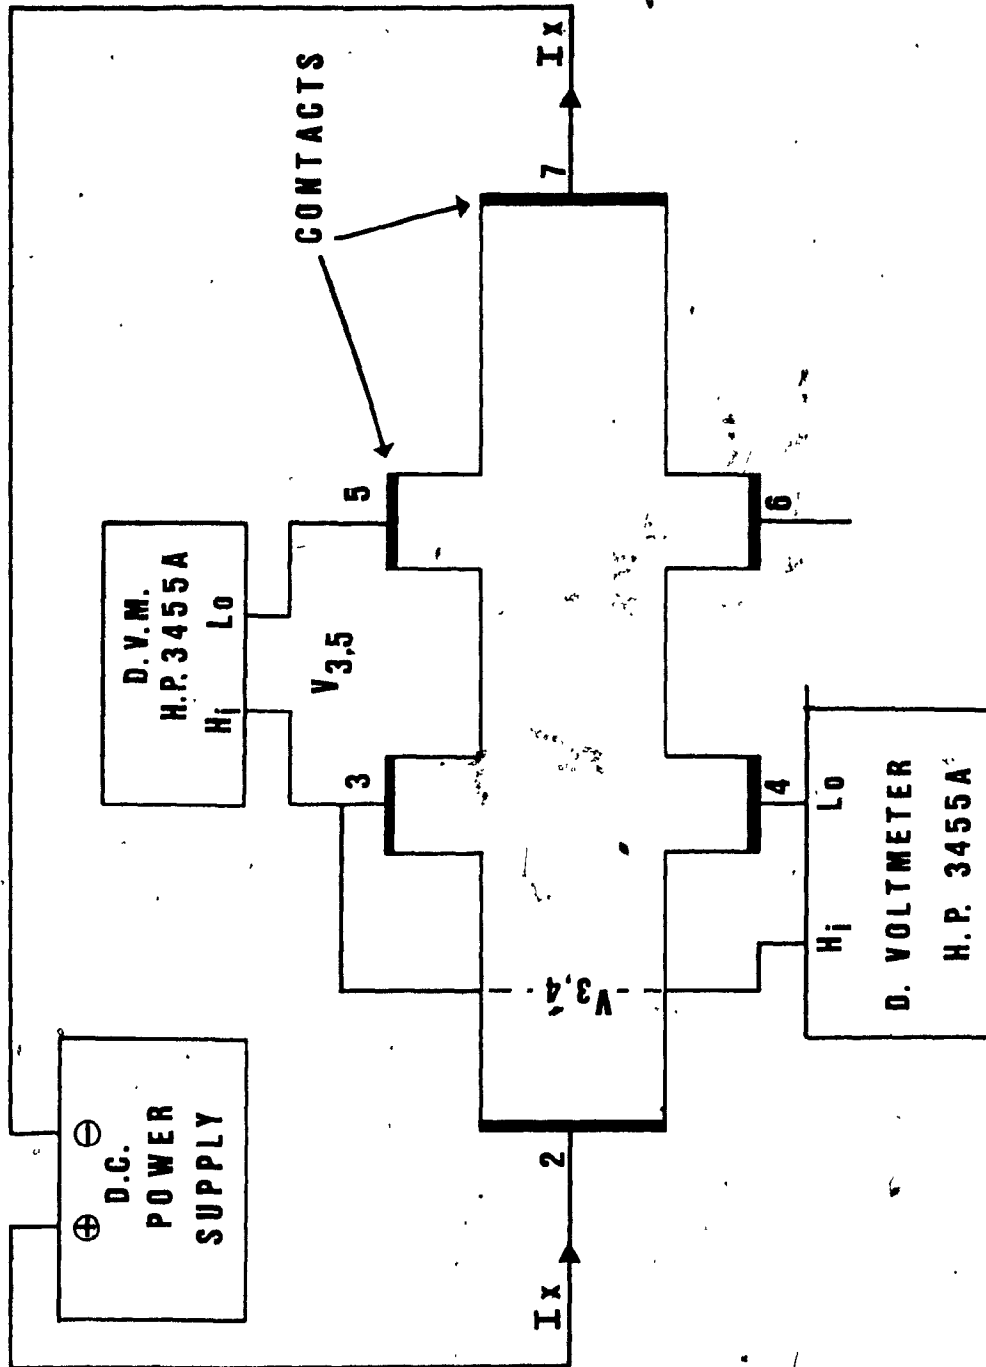 D.C.
POWER
SUPPLY
⊕
⊖
D.V.M.
H.P. 3455A
Hi
Lo
V3,5
CONTACTS
3
5
Ix
2
V3,4
7
Ix
4
6
Hi
Lo
D. VOLTMETER
H.P. 3455A